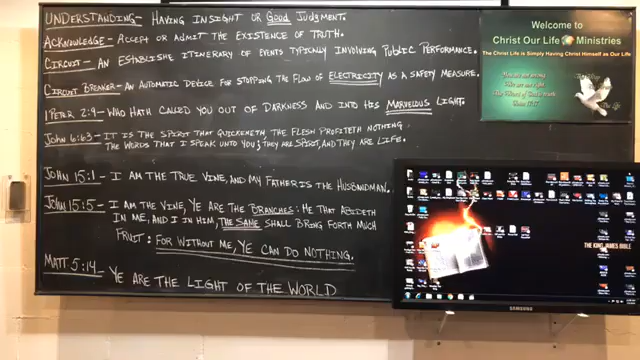 UNDERSTANDING- HAVING INSIGHT OR GOOD JUDGMENT.
ACKNOWLEDGE- ACCEPT OR ADMIT THE EXISTENCE OF TRUTH.
CIRCUIT- AN ESTABLISHE ITINERARY OF EVENTS TYPICALLY INVOLVING PUBLIC PERFORMANCE.
CIRCUIT BREAKER- AN AUTOMATIC DEVICE FOR STOPPING THE FLOW OF ELECTRICITY AS A SAFETY MEASURE.
1 PETER 2:9- WHO HATH CALLED YOU OUT OF DARKNESS AND INTO HIS MARVELOUS LIGHT.
JOHN 6:63- IT IS THE SPIRIT THAT QUICKENETH THE FLESH PROFITETH NOTHING
THE WORDS THAT I SPEAK UNTO YOU; THEY ARE SPIRIT, AND THEY ARE LIFE.
JOHN 15:1- I AM THE TRUE VINE, AND MY FATHER IS THE HUSBANDMAN.
JOHN 15:5- I AM THE VINE, YE ARE THE BRANCHES: HE THAT ABIDETH
IN ME, AND I IN HIM, THE SAME SHALL BRING FORTH MUCH
FRUIT: FOR WITHOUT ME, YE CAN DO NOTHING.
MATT. 5:14- YE ARE THE LIGHT OF THE WORLD
Welcome to
Christ Our Life Ministries
The Christ Life is Simply Having Christ Himself as Our Life
The Way
The Life
THE KING JAMES BIBLE
SAMSUNG